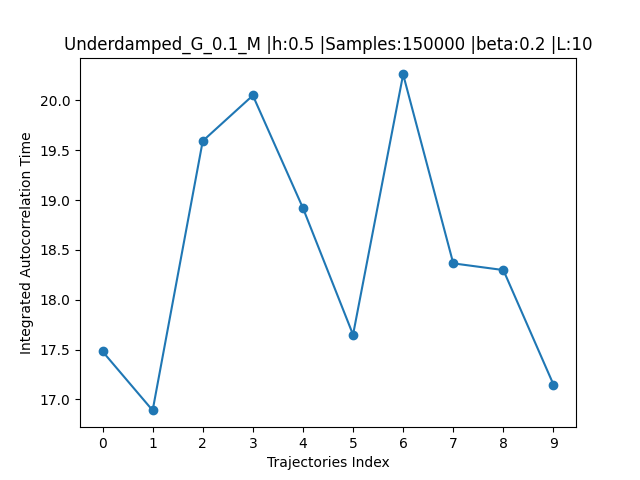 Underdamped_G_0.1_M |h:0.5 |Samples:150000 |beta:0.2 |L:10
Integrated Autocorrelation Time
20.0
19.5
19.0
18.5
18.0
17.5
17.0
0 1 2 3 4 5 6 7 8 9
Trajectories Index